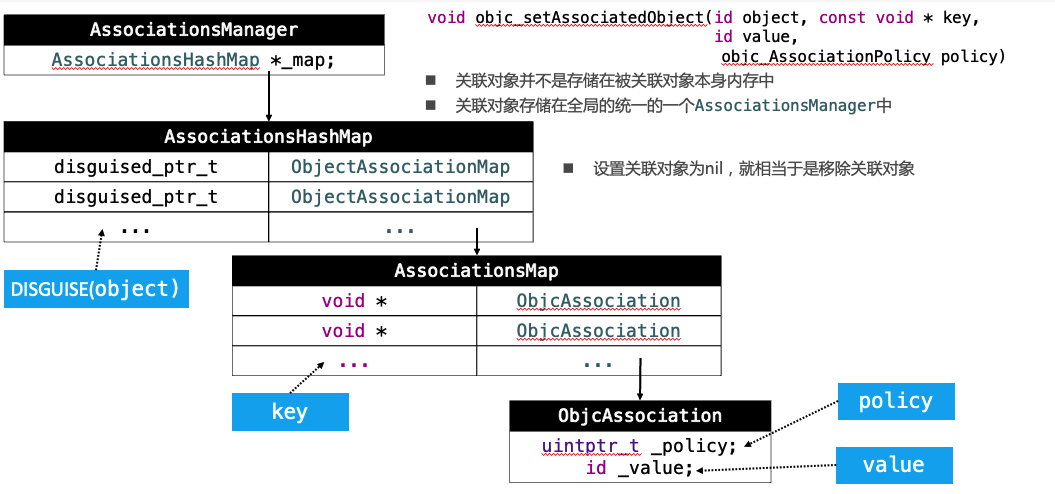 AssociationsManager
AssociationsHashMap *_map;
void objc_setAssociatedObject(id object, const void * key,
id value,
objc_AssociationPolicy policy)
■ 关联对象并不是存储在被关联对象本身内存中
■ 关联对象存储在全局的统一的一个AssociationsManager中
■ 设置关联对象为nil，就相当于是移除关联对象
AssociationsHashMap
disguised_ptr_t ObjectAssociationMap
disguised_ptr_t ObjectAssociationMap
... ...
DISGUISE(object)
AssociationsMap
void * ObjcAssociation
void * ObjcAssociation
... ...
key
ObjcAssociation
uintptr_t _policy;
id _value;
policy
value